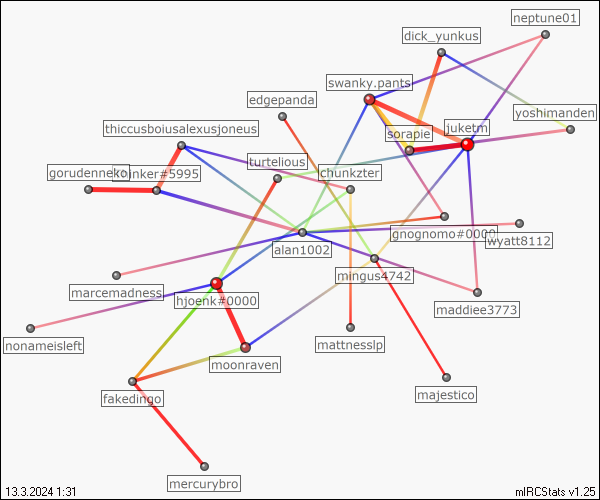 neptune01
dick_yunkus
swanky.pants
edgepanda
yoshimanden
thiccusboiusalexusjoneus
sorapie
juketm
turtelious
gorudenneko
#5995
chunkzter
gnognomo#0000
wyatt8112
alan1002
mingus4742
marcemadness
hjoenk#0000
maddiee3773
nonameisleft
mattnesslp
moonraven
majestico
fakedingo
mercurybro
13.3.2024 1:31
mIRCStats v1.25